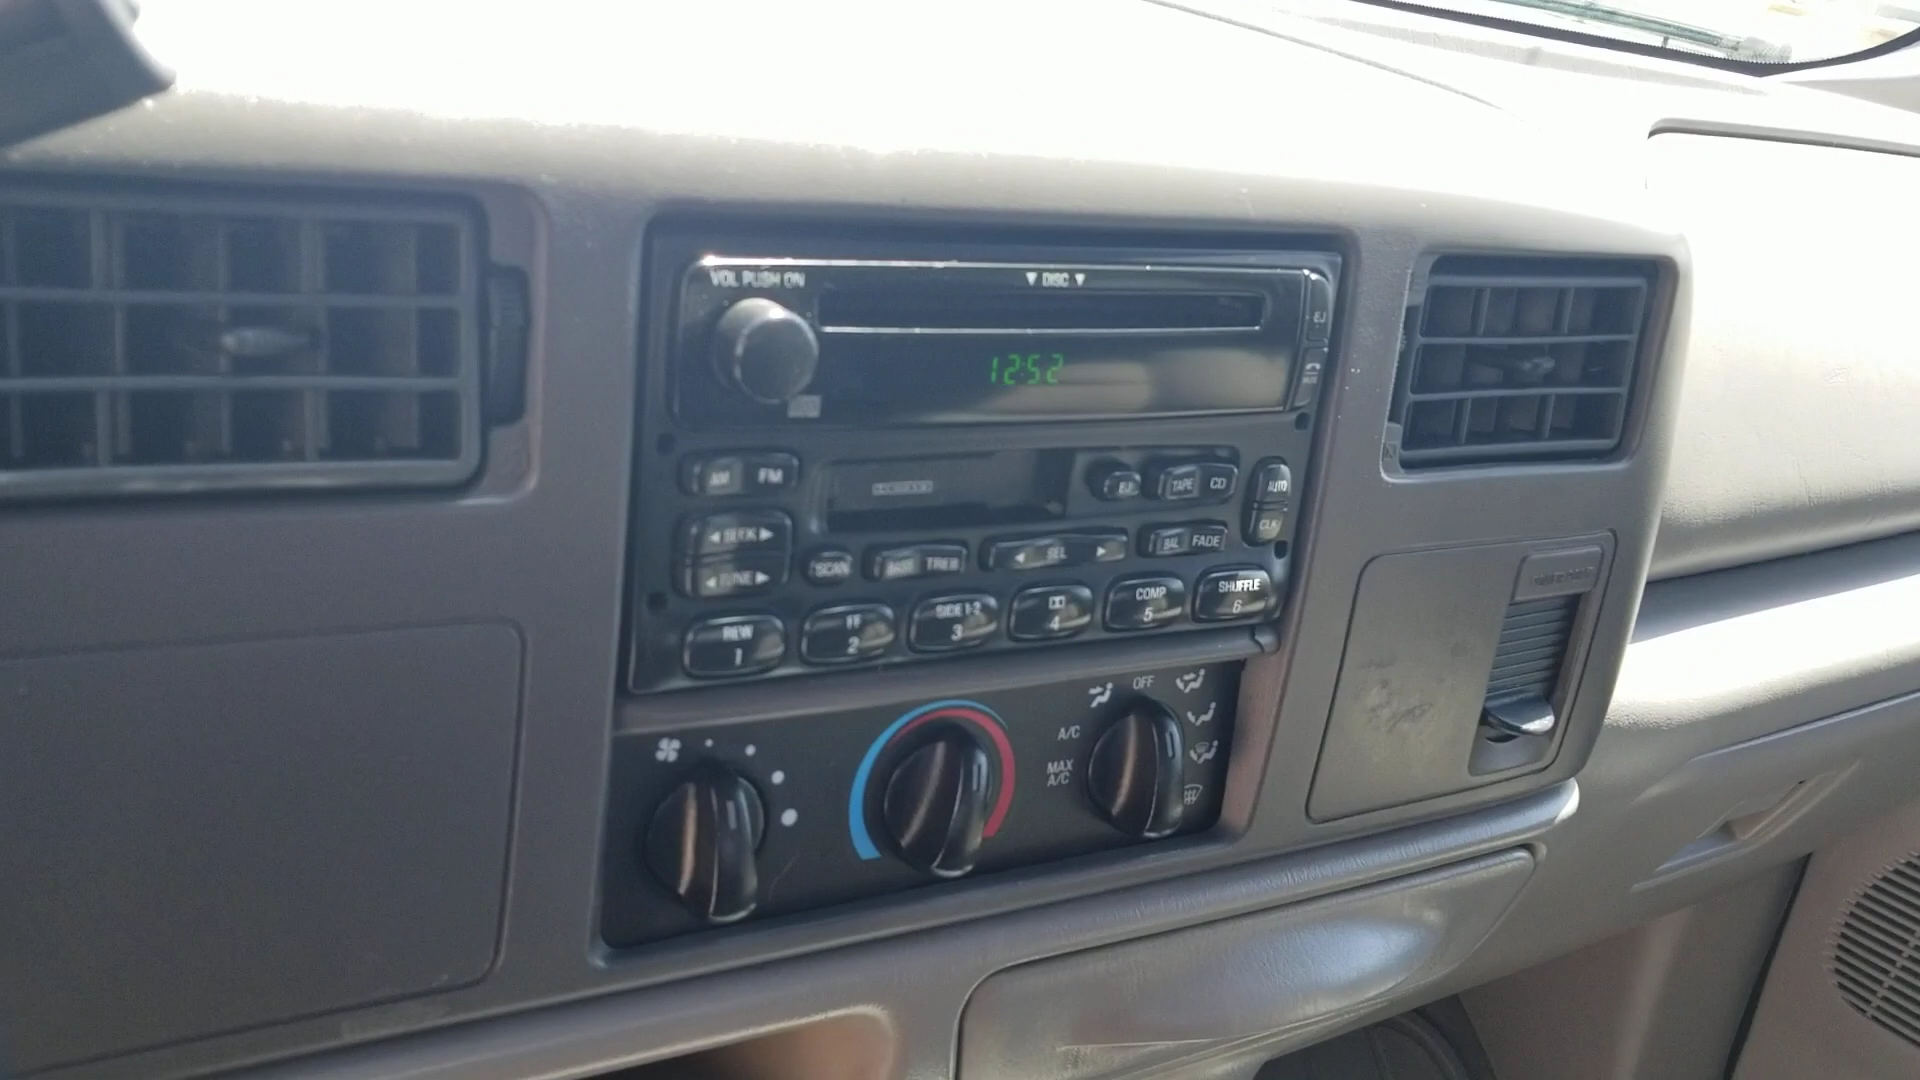 VOL PUSH ON
▼ DISC ▼
EJ
12:52
MUTE
AM FM
EJ
TAPE CD
AUTO
◀ SEEK ▶
CLK
◀ TUNE ▶
SCAN
BASS TREB
◀ SEL ▶
BAL FADE
REW
1
FF
2
SIDE 1-2
3
4
COMP
5
SHUFFLE
6
OFF
A/C
MAX
A/C